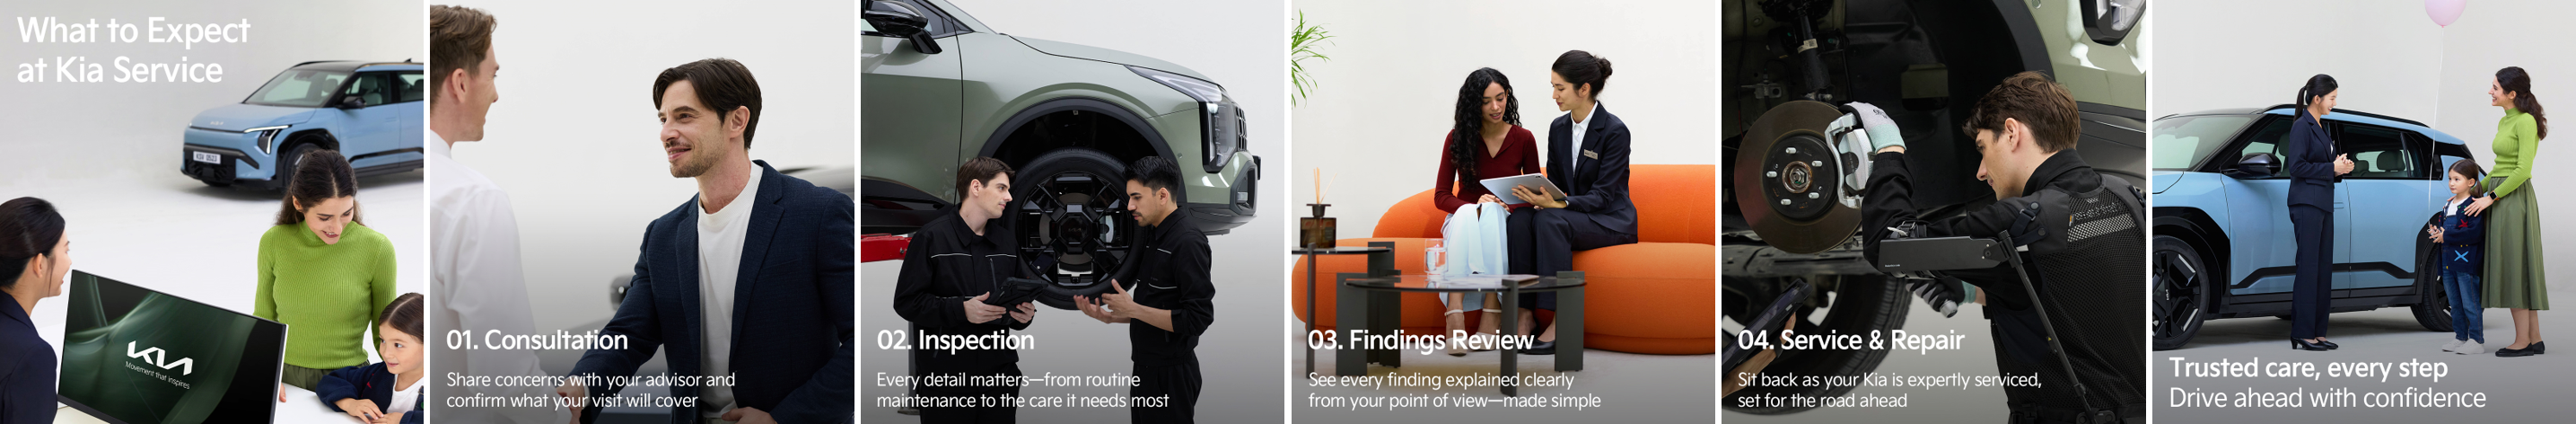 What to Expect
at Kia Service
KIA
Movement that inspires
01. Consultation
Share concerns with your advisor and
confirm what your visit will cover
02. Inspection
Every detail matters—from routine
maintenance to the care it needs most
03. Findings Review
See every finding explained clearly
from your point of view—made simple
04. Service & Repair
Sit back as your Kia is expertly serviced,
set for the road ahead
Trusted care, every step
Drive ahead with confidence